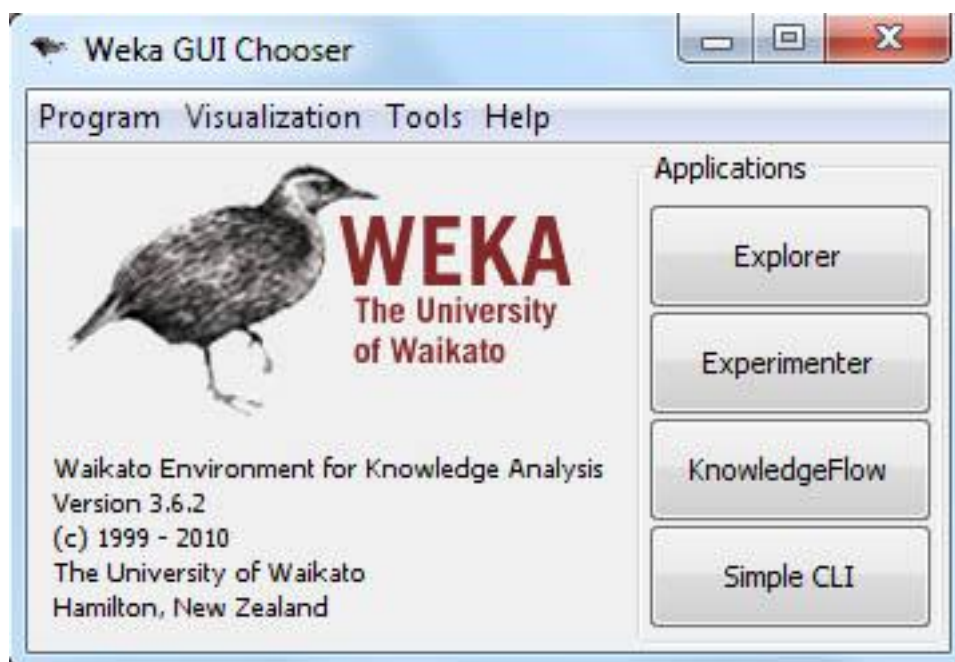 Weka GUI Chooser
Program Visualization Tools Help
WEKA
The University
of Waikato
Waikato Environment for Knowledge Analysis
Version 3.6.2
(c) 1999 - 2010
The University of Waikato
Hamilton, New Zealand
Applications
Explorer
Experimenter
KnowledgeFlow
Simple CLI